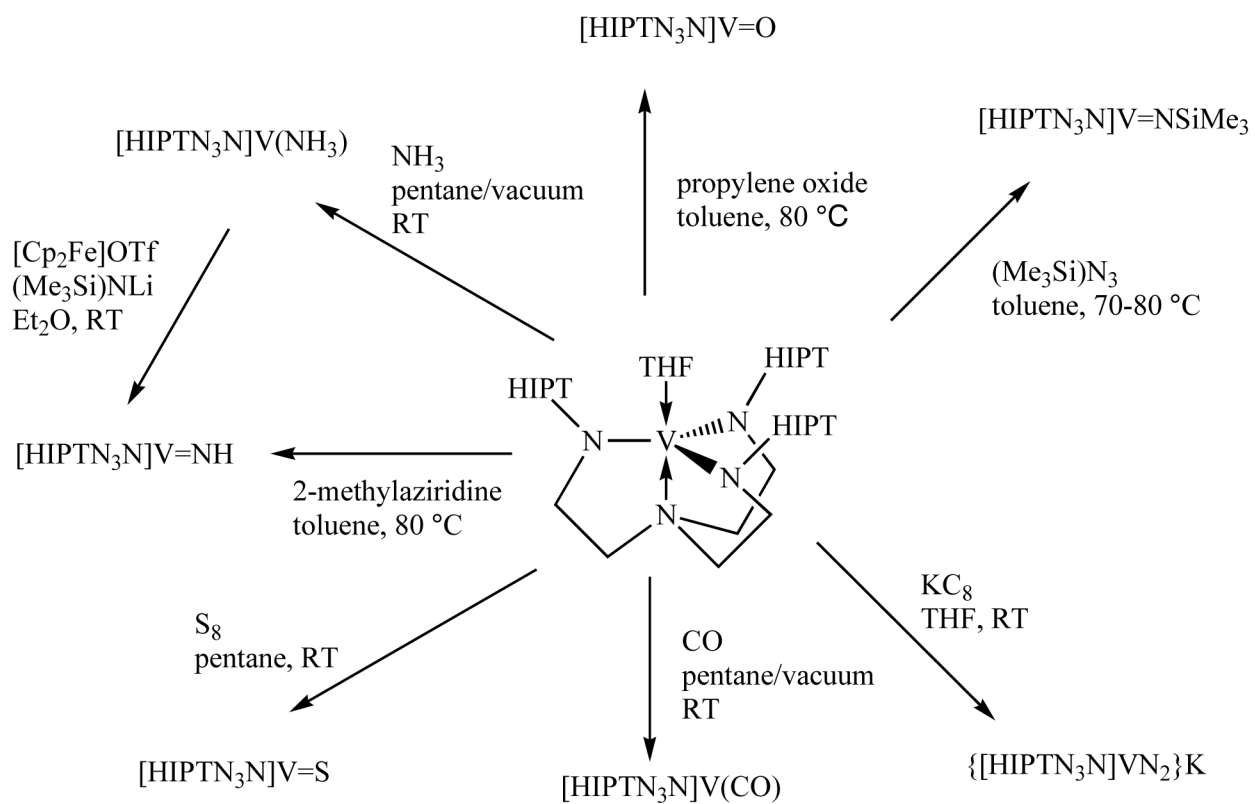 [HIPTN₃N]V=O
[HIPTN₃N]V=NSiMe₃
[HIPTN₃N]V(NH₃)
NH₃
pentane/vacuum
RT
propylene oxide
toluene, 80 °C
(Me₃Si)N₃
toluene, 70-80 °C
[Cp₂Fe]OTf
(Me₃Si)NLi
Et₂O, RT
HIPT
THF
HIPT
HIPT
N
V
N
N
N
[HIPTN₃N]V=NH
2-methylaziridine
toluene, 80 °C
S₈
pentane, RT
CO
pentane/vacuum
RT
KC₈
THF, RT
[HIPTN₃N]V=S
[HIPTN₃N]V(CO)
{[HIPTN₃N]VN₂}K